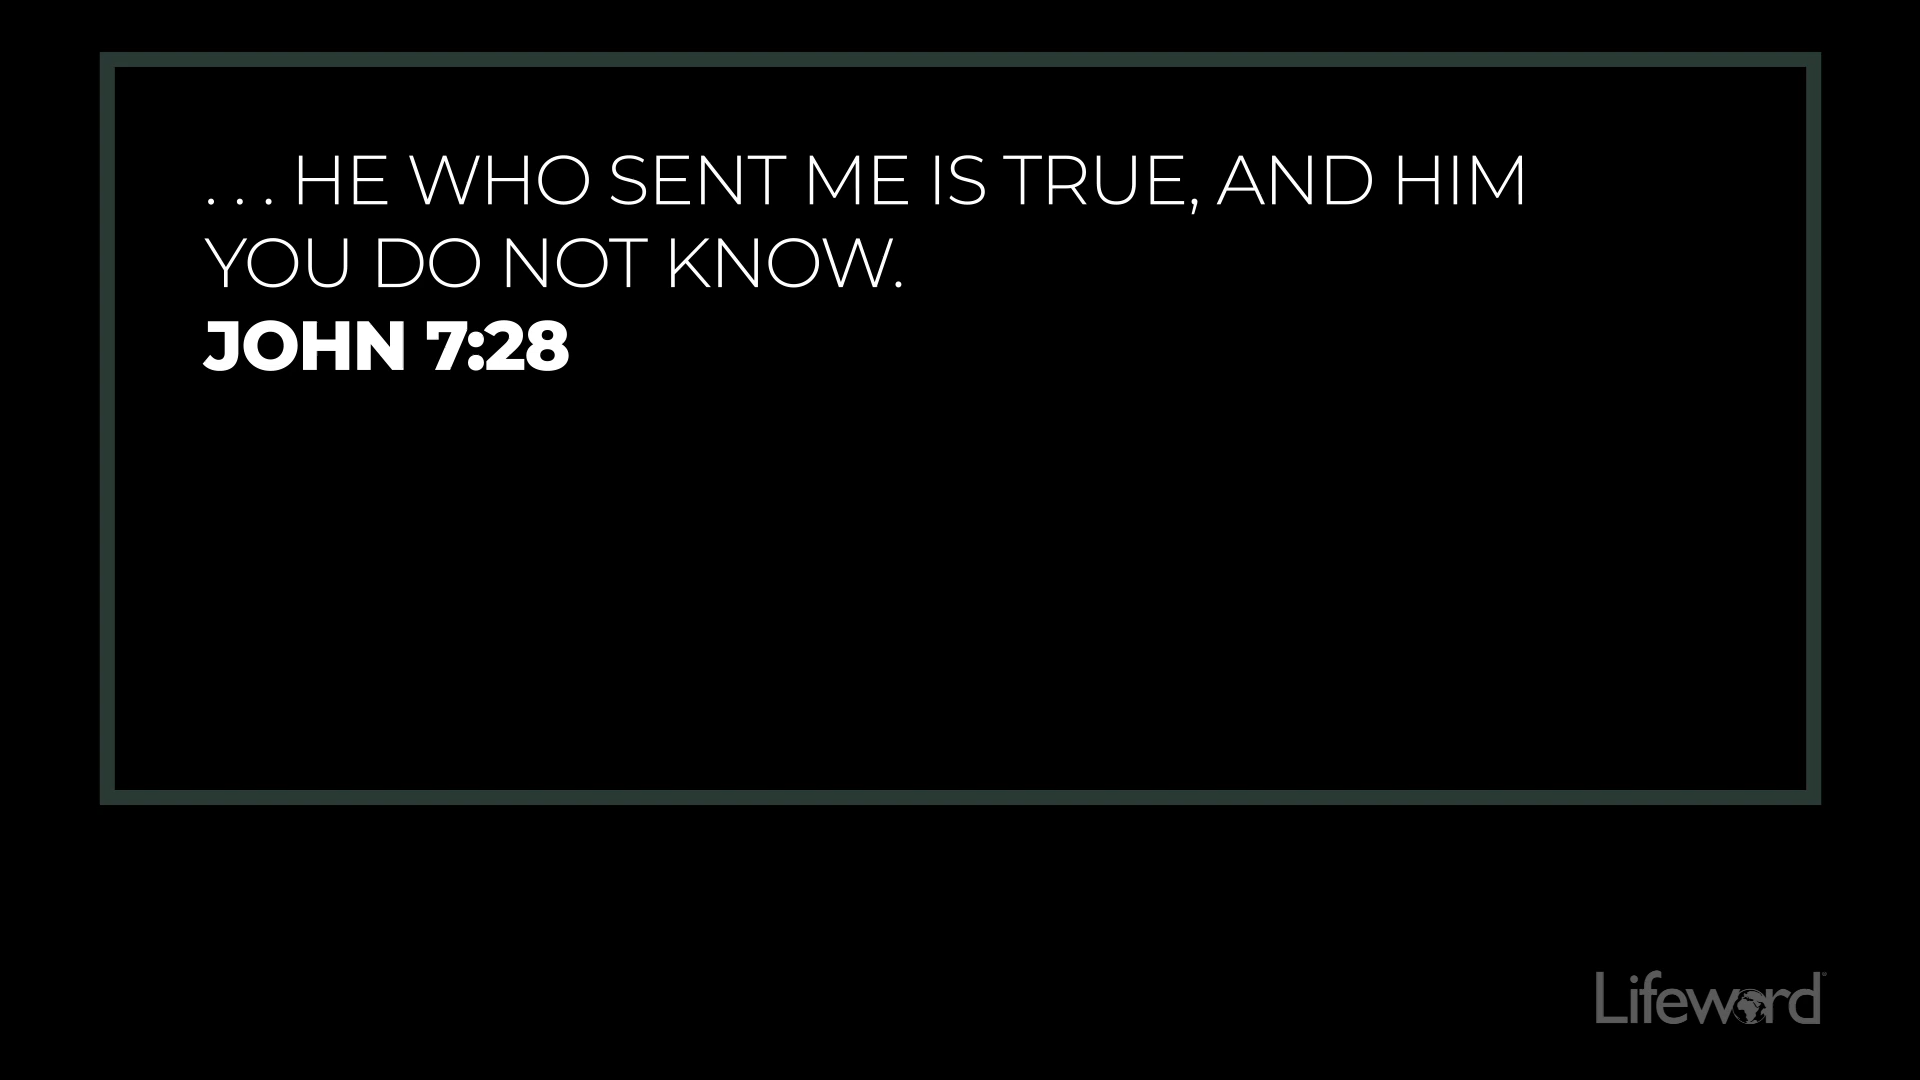 . . . HE WHO SENT ME IS TRUE, AND HIM
YOU DO NOT KNOW.
JOHN 7:28
Lifeword